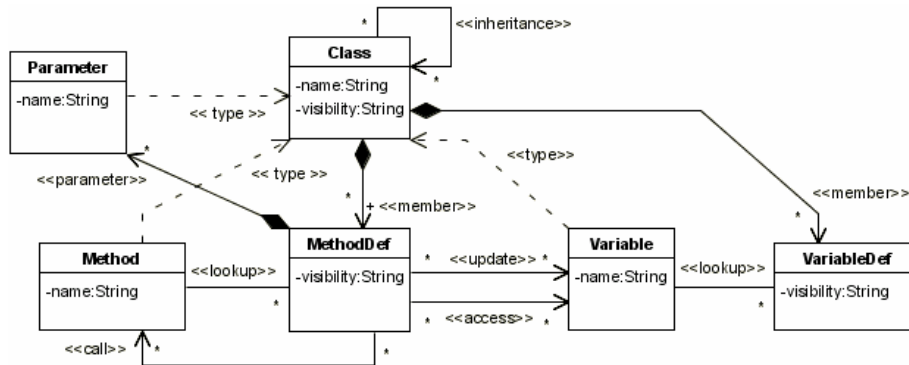 *
<<inheritance>>
Class
*
-name:String
-visibility:String
Parameter
-name:String
<< type >>
*
<<parameter>>
<< type >>
<<type>>
*
+ <<member>>
<<member>>
*
Method
-name:String
<<lookup>>
*
MethodDef
-visibility:String
* <<update>> *
* <<access>> *
Variable
-name:String
<<lookup>>
*
VariableDef
-visibility:String
<<call>> *
*